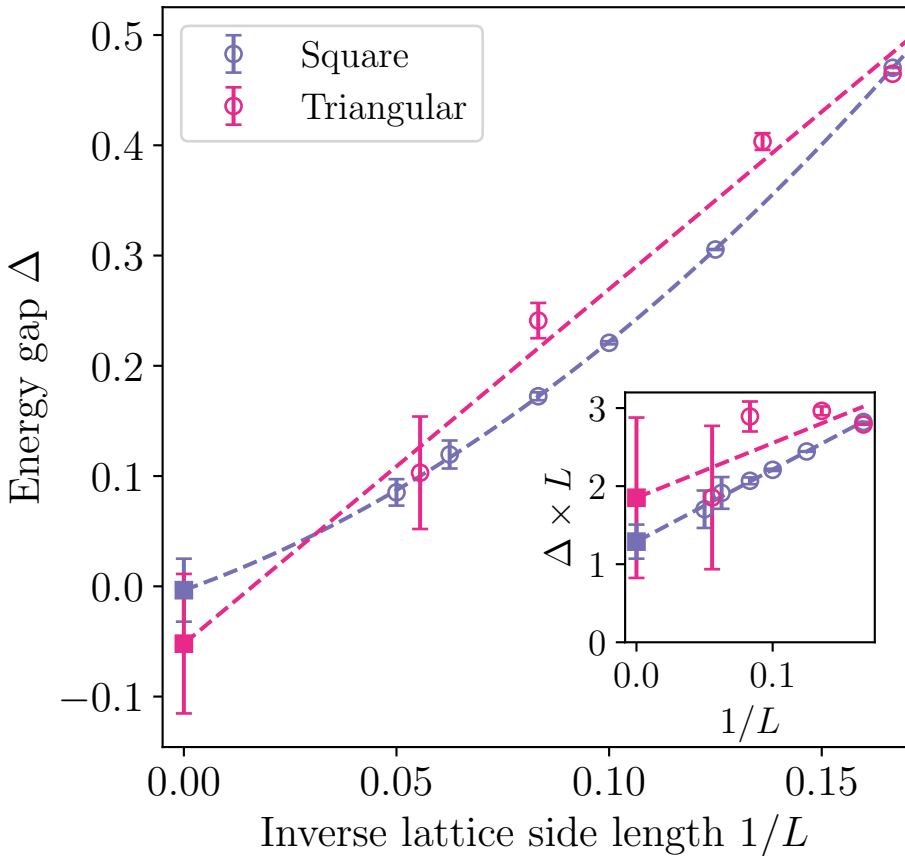 0.5
0.4
0.3
0.2
0.1
0.0
−0.1
Energy gap Δ
Square
Triangular
0.00
0.05
0.10
0.15
Inverse lattice side length 1/L
3
2
1
0
Δ × L
0.0
0.1
1/L